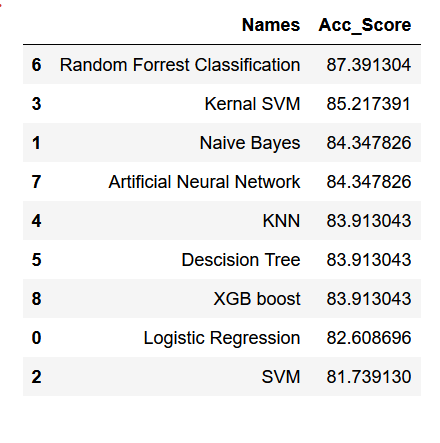 Names Acc_Score
6 Random Forrest Classification 87.391304
3 Kernal SVM 85.217391
1 Naive Bayes 84.347826
7 Artificial Neural Network 84.347826
4 KNN 83.913043
5 Descision Tree 83.913043
8 XGB boost 83.913043
0 Logistic Regression 82.608696
2 SVM 81.739130